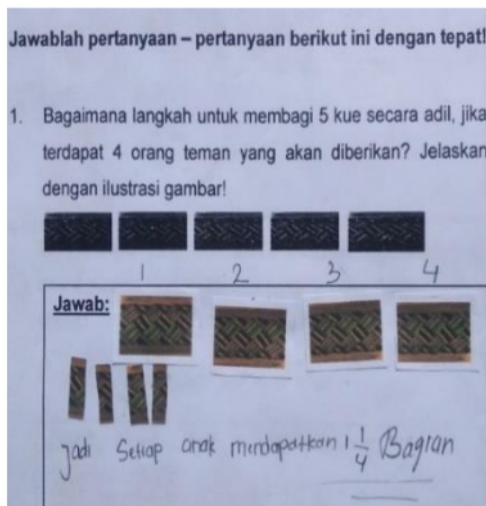 Jawablah pertanyaan – pertanyaan berikut ini dengan tepat!
1. Bagaimana langkah untuk membagi 5 kue secara adil, jika
terdapat 4 orang teman yang akan diberikan? Jelaskan
dengan ilustrasi gambar!
1 2 3 4
Jawab:
Jadi Setiap anak mendapatkan 1 1/4 Bagian